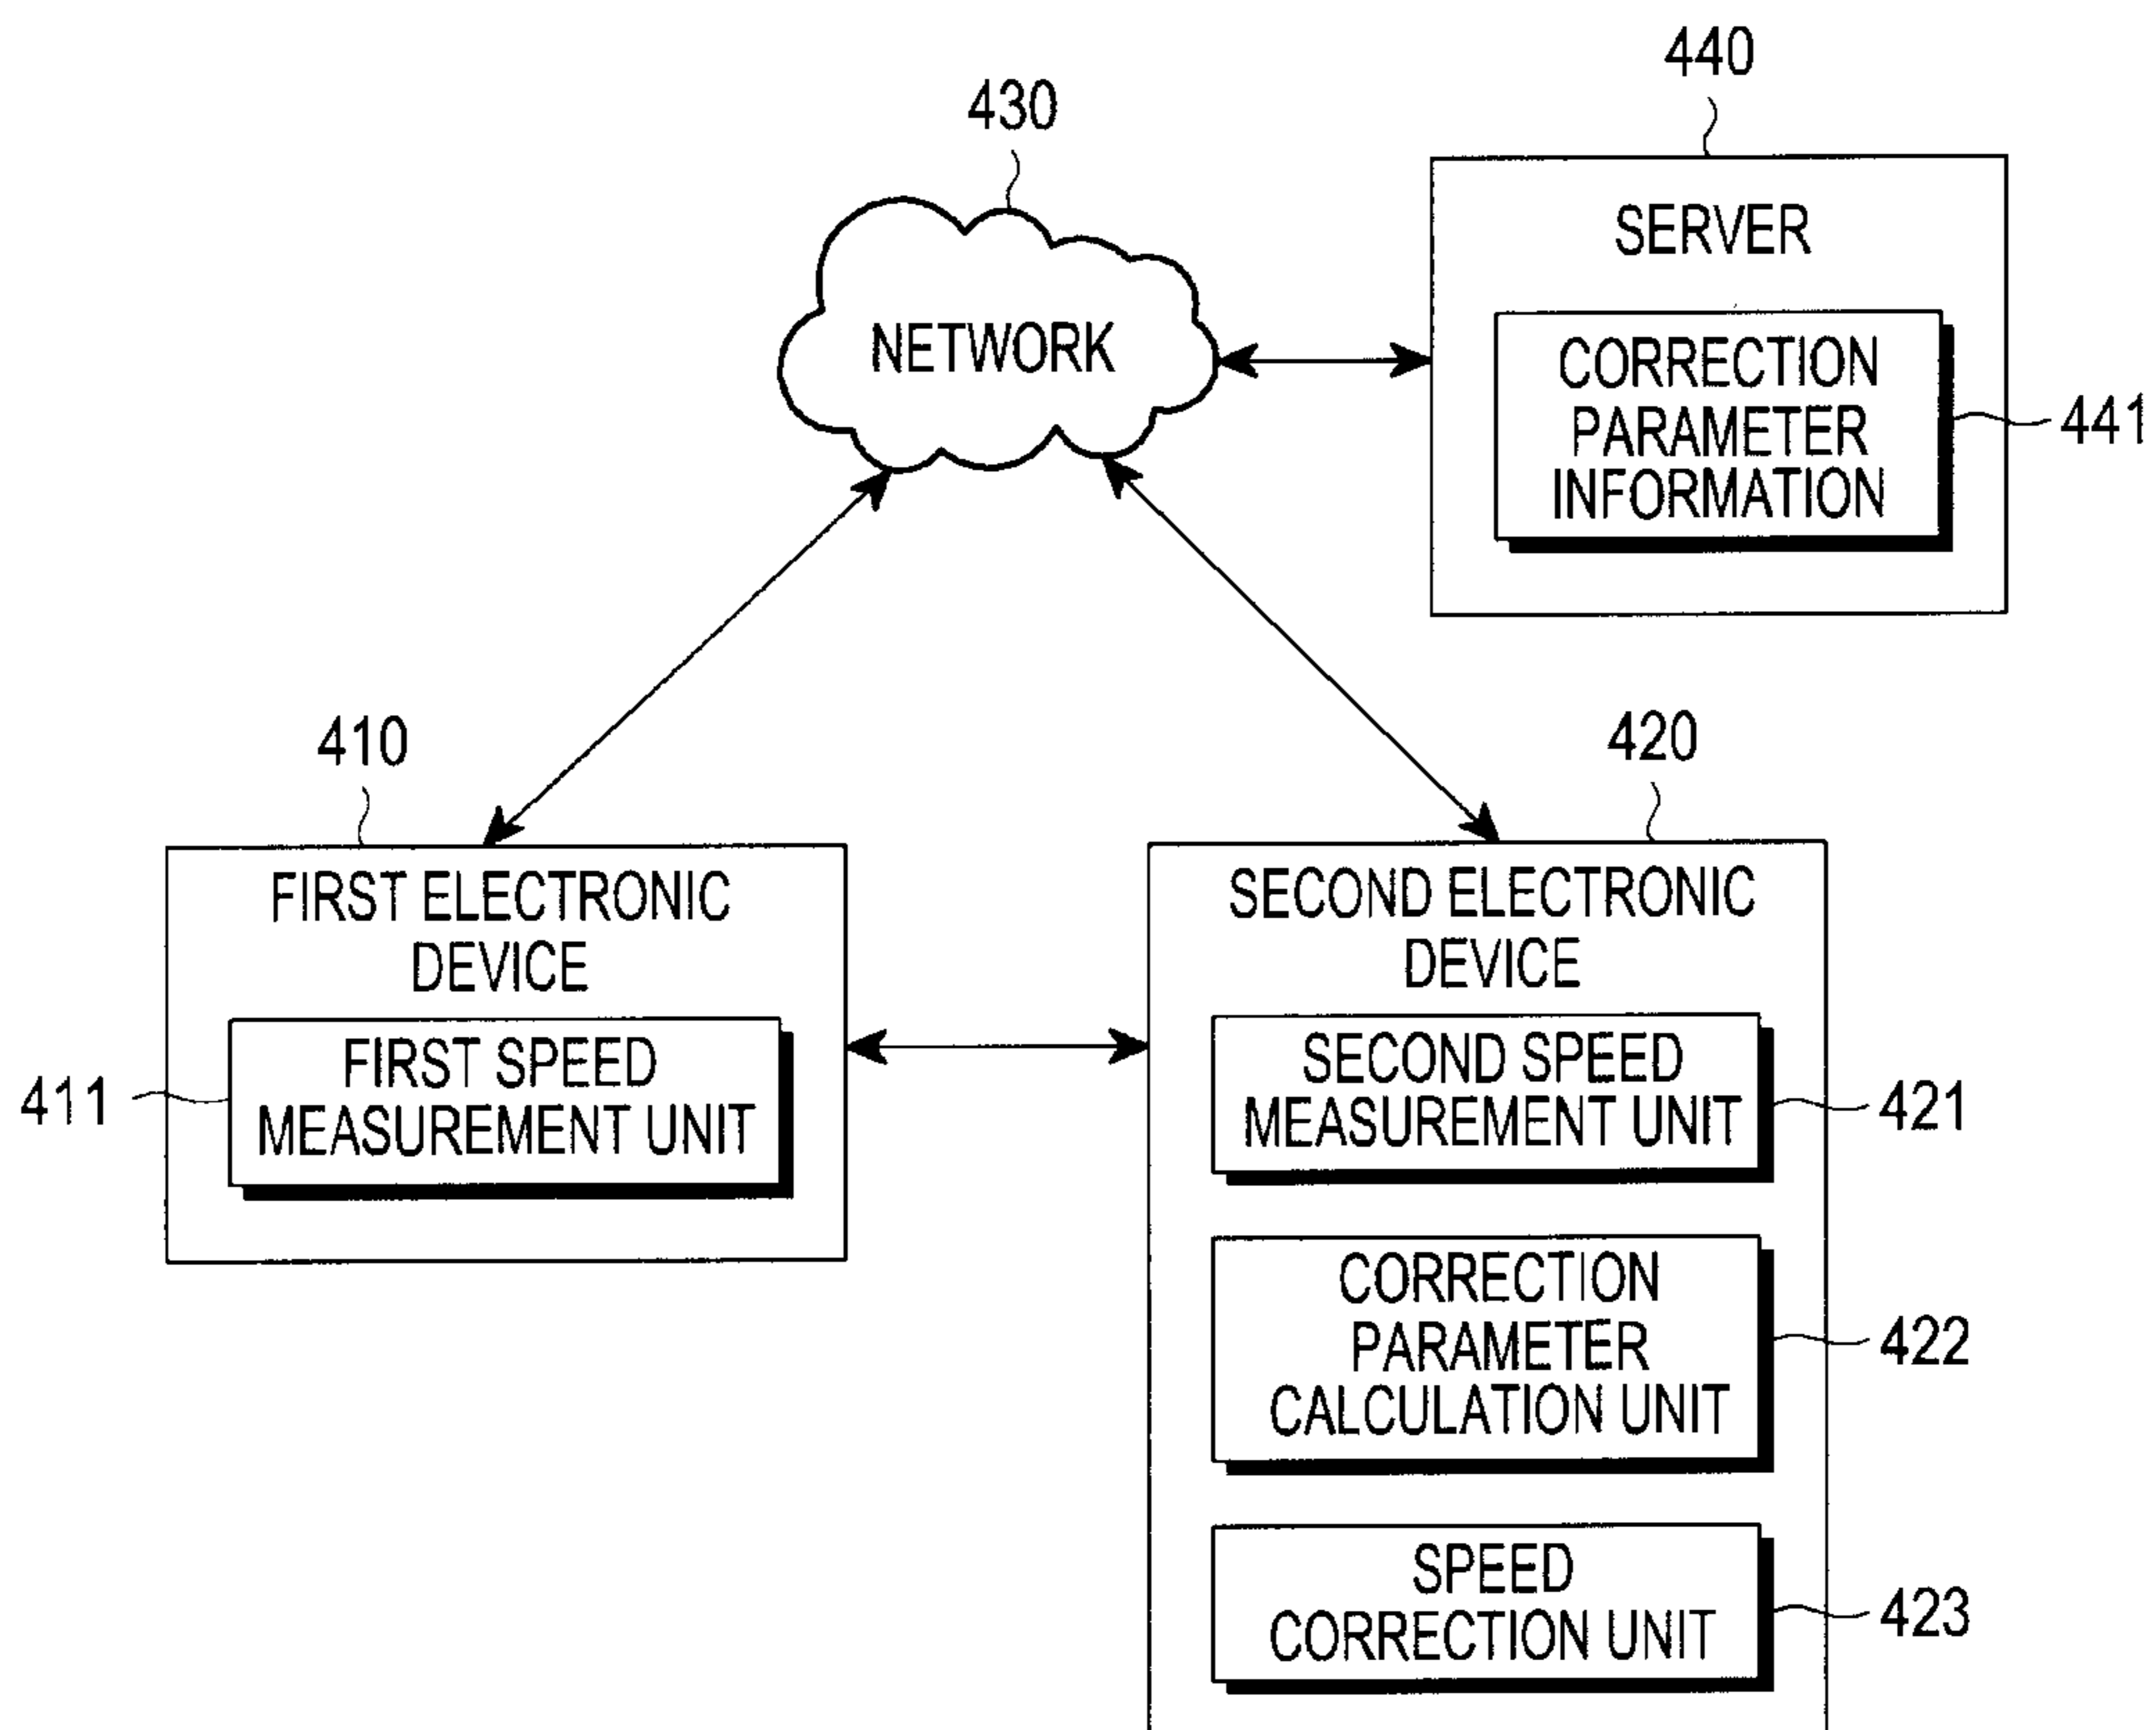 440
430
SERVER
NETWORK
CORRECTION
PARAMETER
INFORMATION
441
410
420
FIRST ELECTRONIC
DEVICE
FIRST SPEED
MEASUREMENT UNIT
411
SECOND ELECTRONIC
DEVICE
SECOND SPEED
MEASUREMENT UNIT
421
CORRECTION
PARAMETER
CALCULATION UNIT
422
SPEED
CORRECTION UNIT
423